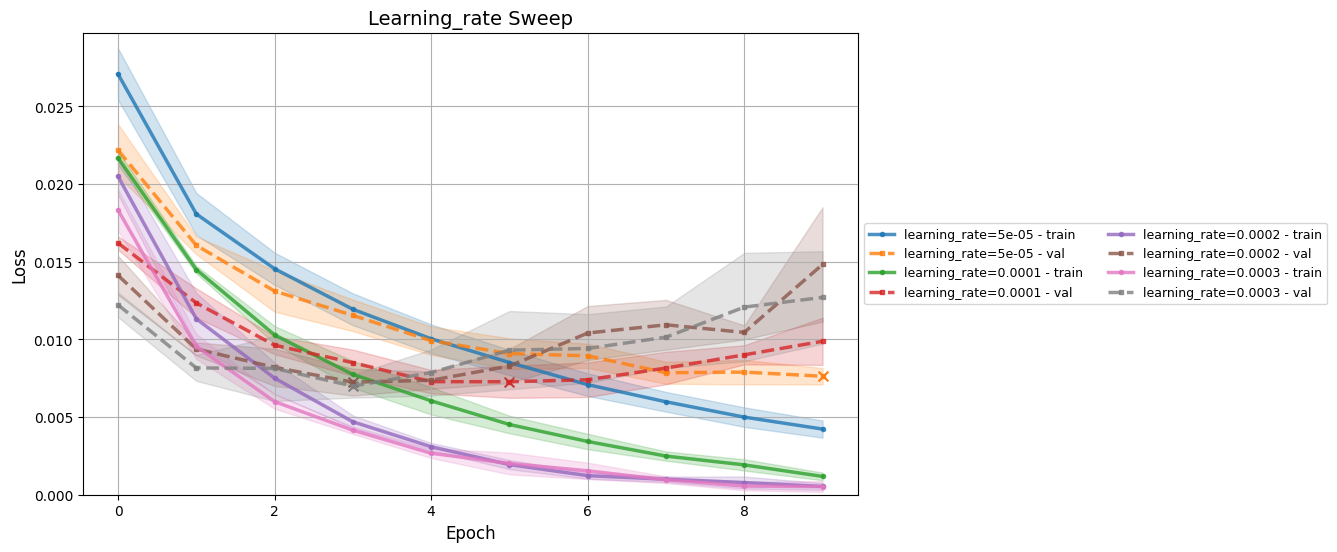 Learning_rate Sweep
Loss
0.025
0.020
0.015
0.010
0.005
0.000
0 2 4 6 8
Epoch
learning_rate=5e-05 - train
learning_rate=5e-05 - val
learning_rate=0.0001 - train
learning_rate=0.0001 - val
learning_rate=0.0002 - train
learning_rate=0.0002 - val
learning_rate=0.0003 - train
learning_rate=0.0003 - val